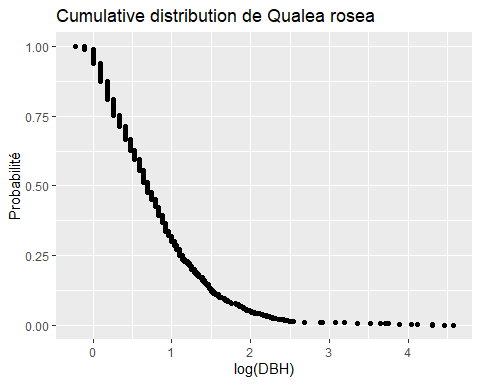 Cumulative distribution de Qualea rosea
1.00
0.75
0.50
0.25
0.00
Probabilité
0 1 2 3 4
log(DBH)